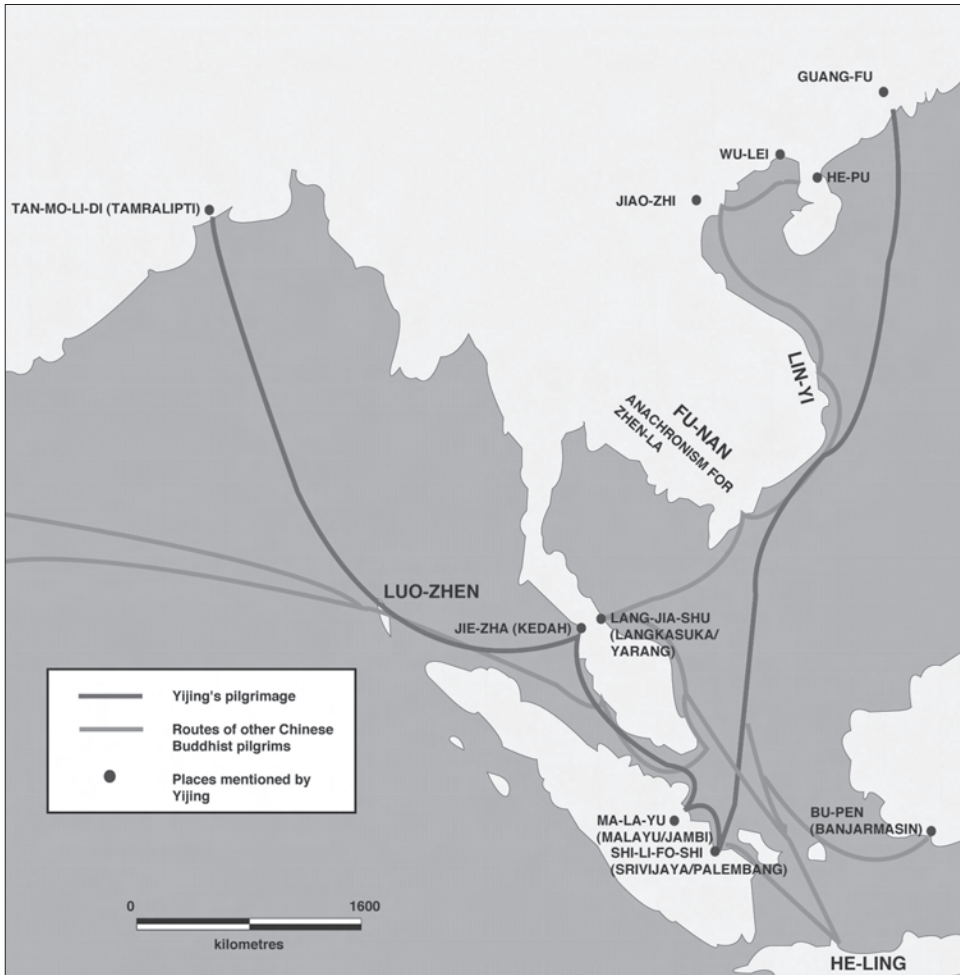 GUANG-FU
WU-LEI
HE-PU
JIAO-ZHI
TAN-MO-LI-DI (TAMRALIPTI)
LIN-YI
FU-NAN
ANACHRONISM FOR
ZHEN-LA
LUO-ZHEN
JIE-ZHA (KEDAH)
LANG-JIA-SHU
(LANGKASUKA/
YARANG)
Yijing's pilgrimage
Routes of other Chinese
Buddhist pilgrims
Places mentioned by
Yijing
MA-LA-YU
(MALAYU/JAMBI)
SHI-LI-FO-SHI
(SRIVIJAYA/PALEMBANG)
BU-PEN
(BANJARMASIN)
0 1600
kilometres
HE-LING